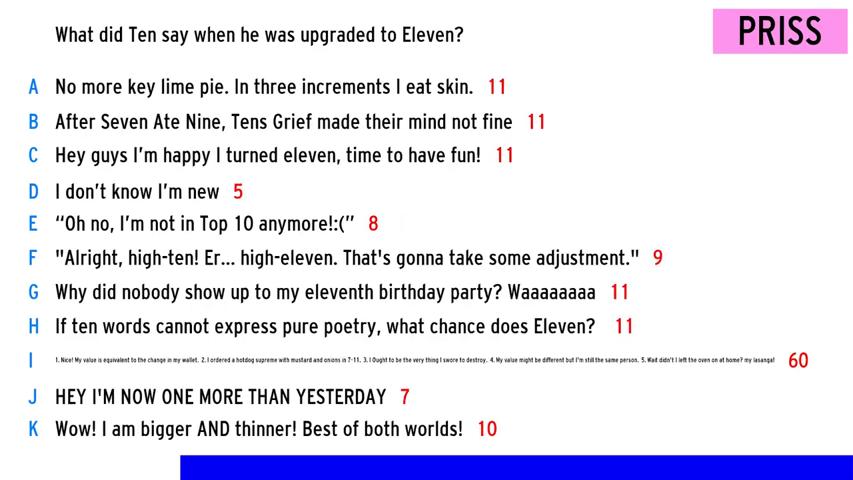 What did Ten say when he was upgraded to Eleven?
PRISS
A No more key lime pie. In three increments I eat skin. 11
B After Seven Ate Nine, Tens Grief made their mind not fine 11
C Hey guys I'm happy I turned eleven, time to have fun! 11
D I don't know I'm new 5
E “Oh no, I'm not in Top 10 anymore!:(” 8
F "Alright, high-ten! Er... high-eleven. That's gonna take some adjustment." 9
G Why did nobody show up to my eleventh birthday party? Waaaaaaaa 11
H If ten words cannot express pure poetry, what chance does Eleven? 11
I 1. Nice! My value is equivalent to the change in my wallet. 2. I ordered a hotdog supreme with mustard and onions in 7-11. 3. I Ought to be the very thing I swore to destroy. 4. My value might be different but I'm still the same person. 5. Wait didn't I left the oven on at home? my lasanga! 60
J HEY I'M NOW ONE MORE THAN YESTERDAY 7
K Wow! I am bigger AND thinner! Best of both worlds! 10